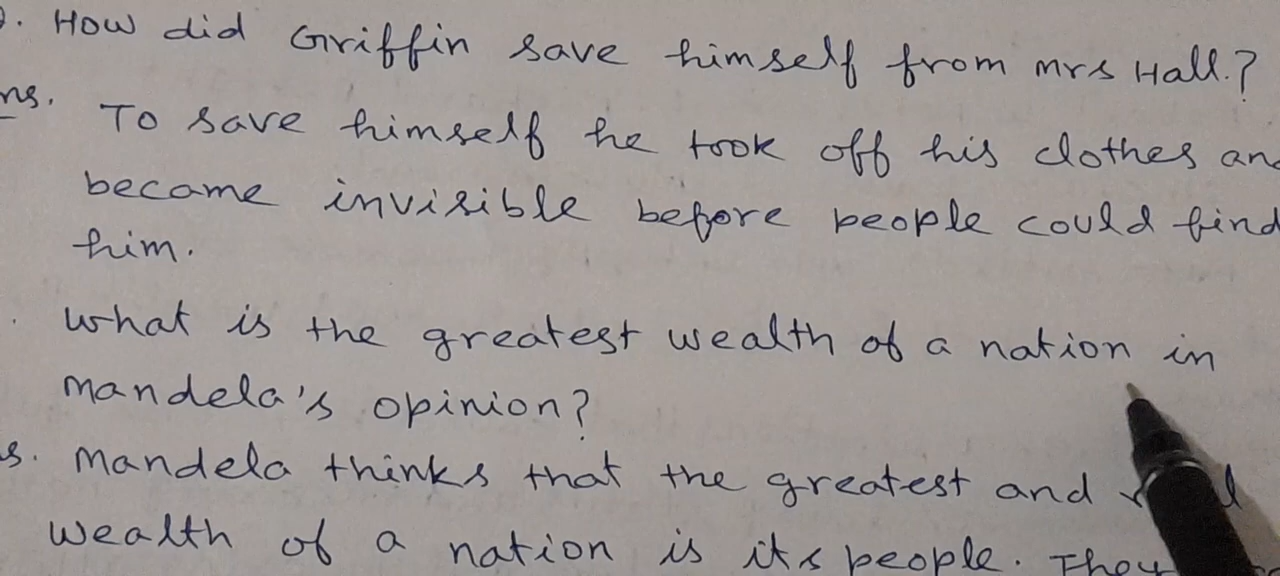 . How did Griffin save himself from mrs Hall.?
ns. To save himself he took off his clothes an
became invisible before people could find
him.
. what is the greatest wealth of a nation in
mandela's opinion?
s. mandela thinks that the greatest and
wealth of a nation is its people. They